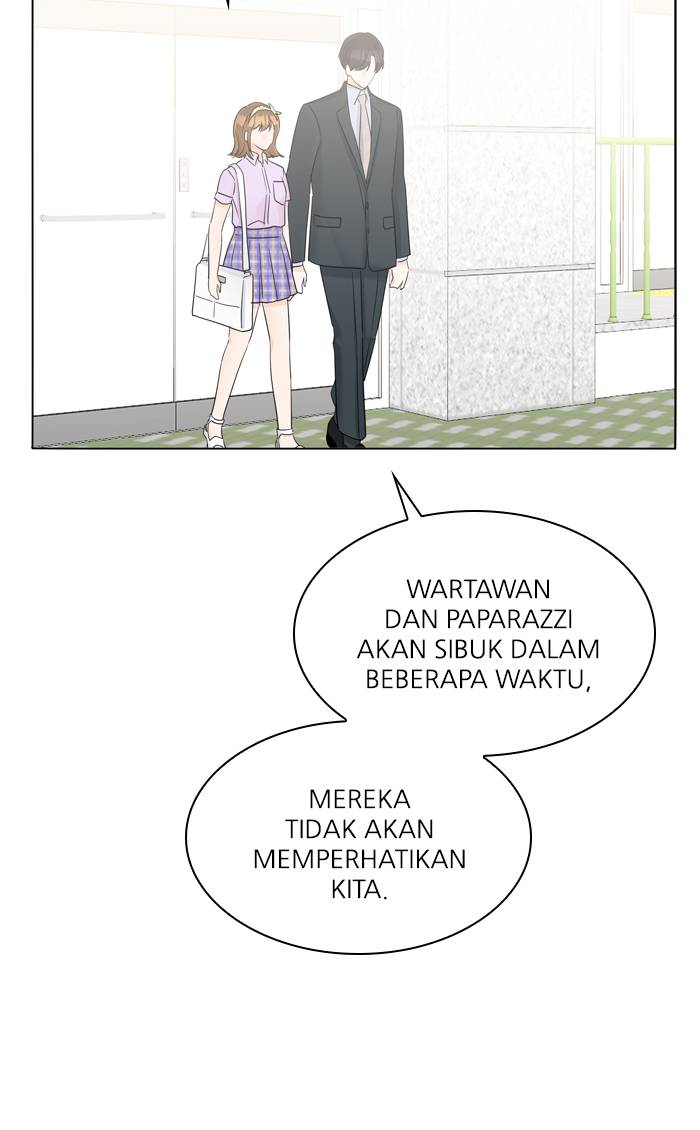 WARTAWAN
DAN PAPARAZZI
AKAN SIBUK DALAM
BEBERAPA WAKTU,
MEREKA
TIDAK AKAN
MEMPERHATIKAN
KITA.